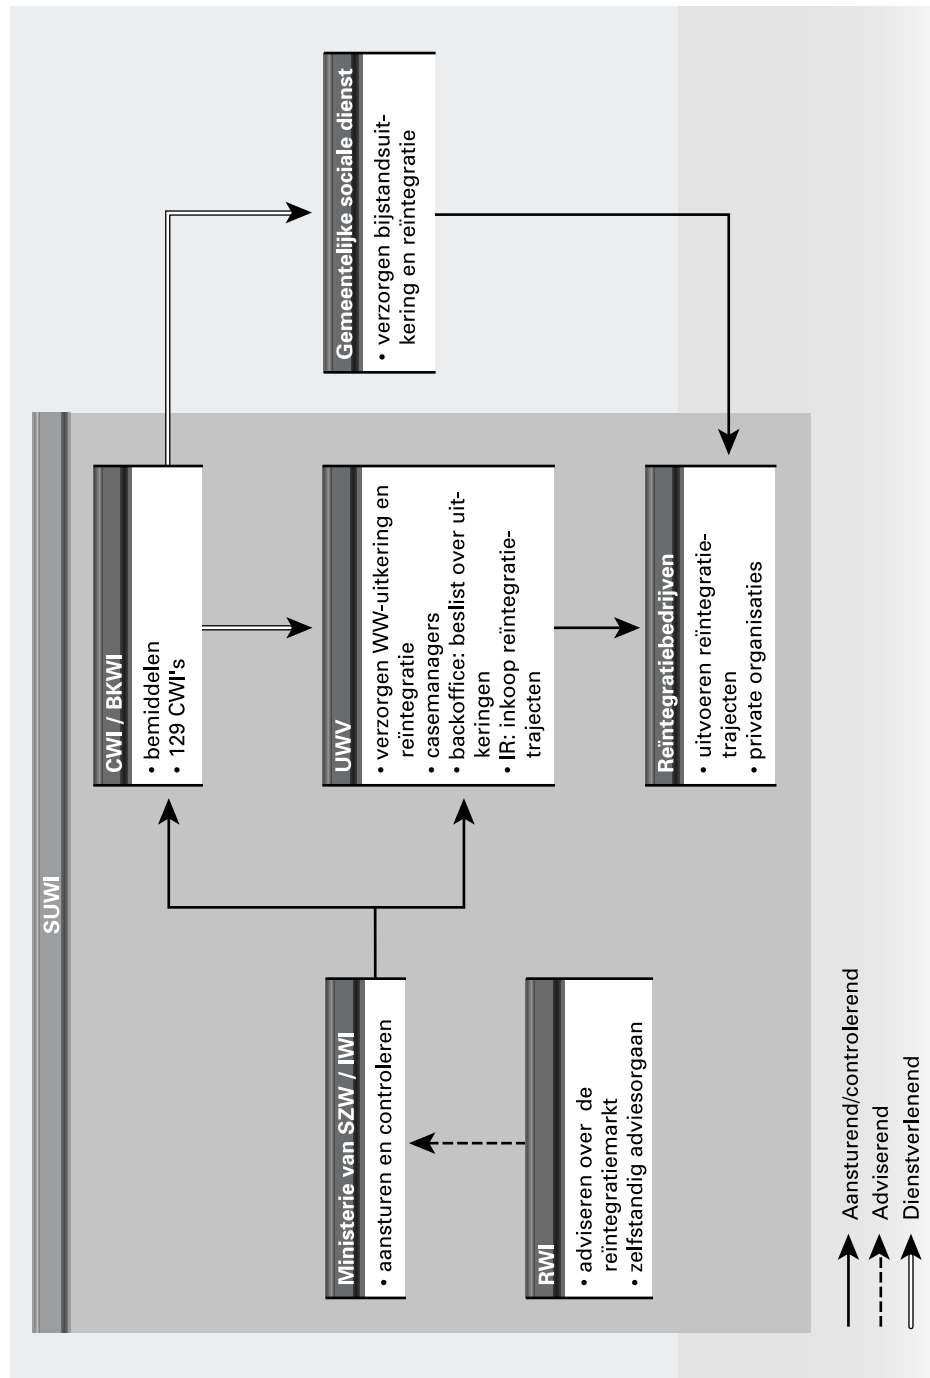 SUWI
Ministerie van SZW / IWI
• aansturen en controleren
RWI
• adviseren over de
reïntegratiemarkt
• zelfstandig adviesorgaan
CWI / BKWI
• bemiddelen
• 129 CWI's
UWV
• verzorgen WW-uitkering en
reïntegratie
• casemanagers
• backoffice: beslist over uit-
keringen
• IR: inkoop reïntegratie-
trajecten
Reïntegratiebedrijven
• uitvoeren reïntegratie-
trajecten
• private organisaties
Gemeentelijke sociale dienst
• verzorgen bijstandsuit-
kering en reïntegratie
Aansturend/controlerend
Adviserend
Dienstverlenend